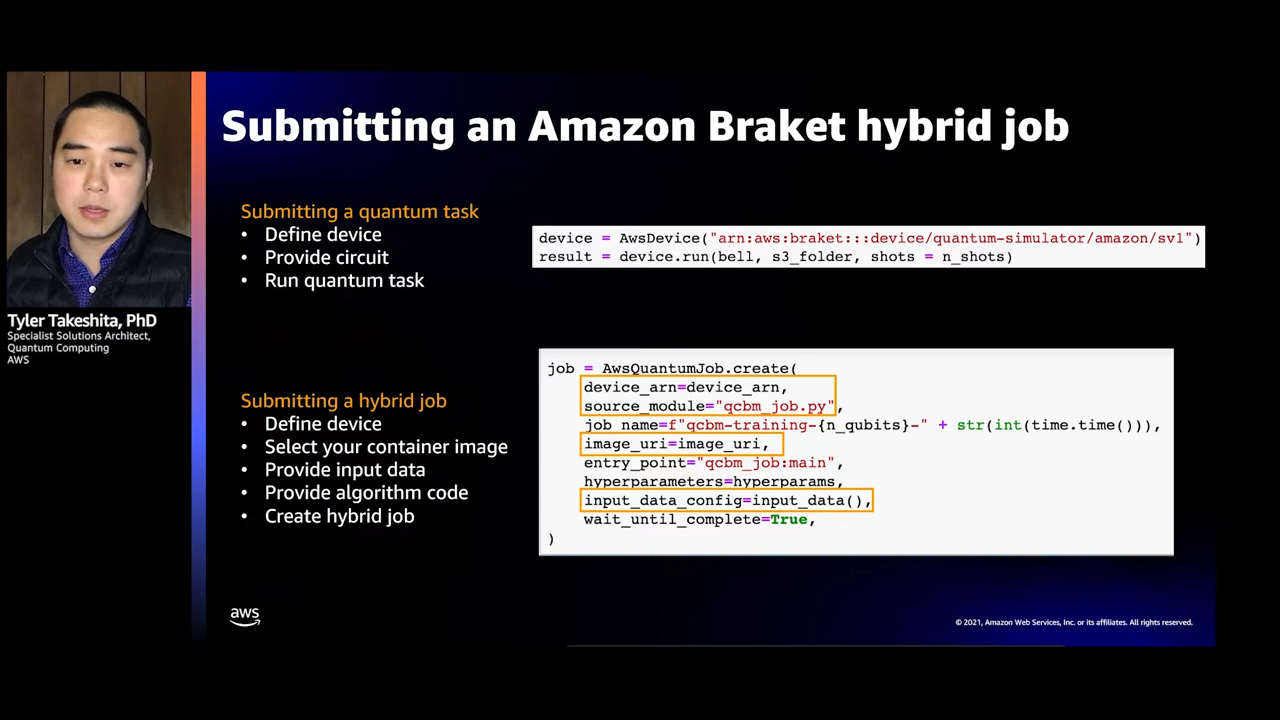 Submitting an Amazon Braket hybrid job
Submitting a quantum task
• Define device
• Provide circuit
• Run quantum task
device = AwsDevice("arn:aws:braket:::device/quantum-simulator/amazon/sv1")
result = device.run(bell, s3_folder, shots = n_shots)
Tyler Takeshita, PhD
Specialist Solutions Architect,
Quantum Computing
AWS
Submitting a hybrid job
• Define device
• Select your container image
• Provide input data
• Provide algorithm code
• Create hybrid job
job = AwsQuantumJob.create(
device_arn=device_arn,
source_module="qcbm_job.py",
job_name=f"qcbm-training-{n_qubits}-" + str(int(time.time())),
image_uri=image_uri,
entry_point="qcbm_job:main",
hyperparameters=hyperparams,
input_data_config=input_data(),
wait_until_complete=True,
)
aws
© 2021, Amazon Web Services, Inc. or its affiliates. All rights reserved.